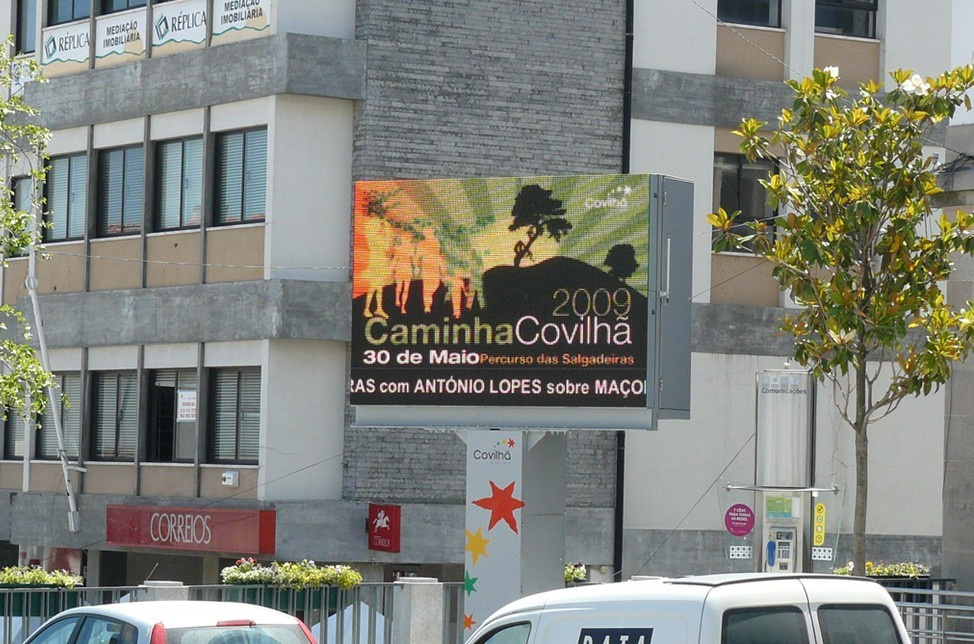 RÉPLICA
MEDIAÇÃO
IMOBILIÁRIA
RÉPLICA
MEDIAÇÃO
IMOBILIÁRIA
Covilhã
2009
CaminhaCovilhã
30 de Maio Percurso das Salgadeiras
RAS com ANTÓNIO LOPES sobre MAÇO
Covilhã
CORREIOS
CORREIOS
Comunicações
DATA